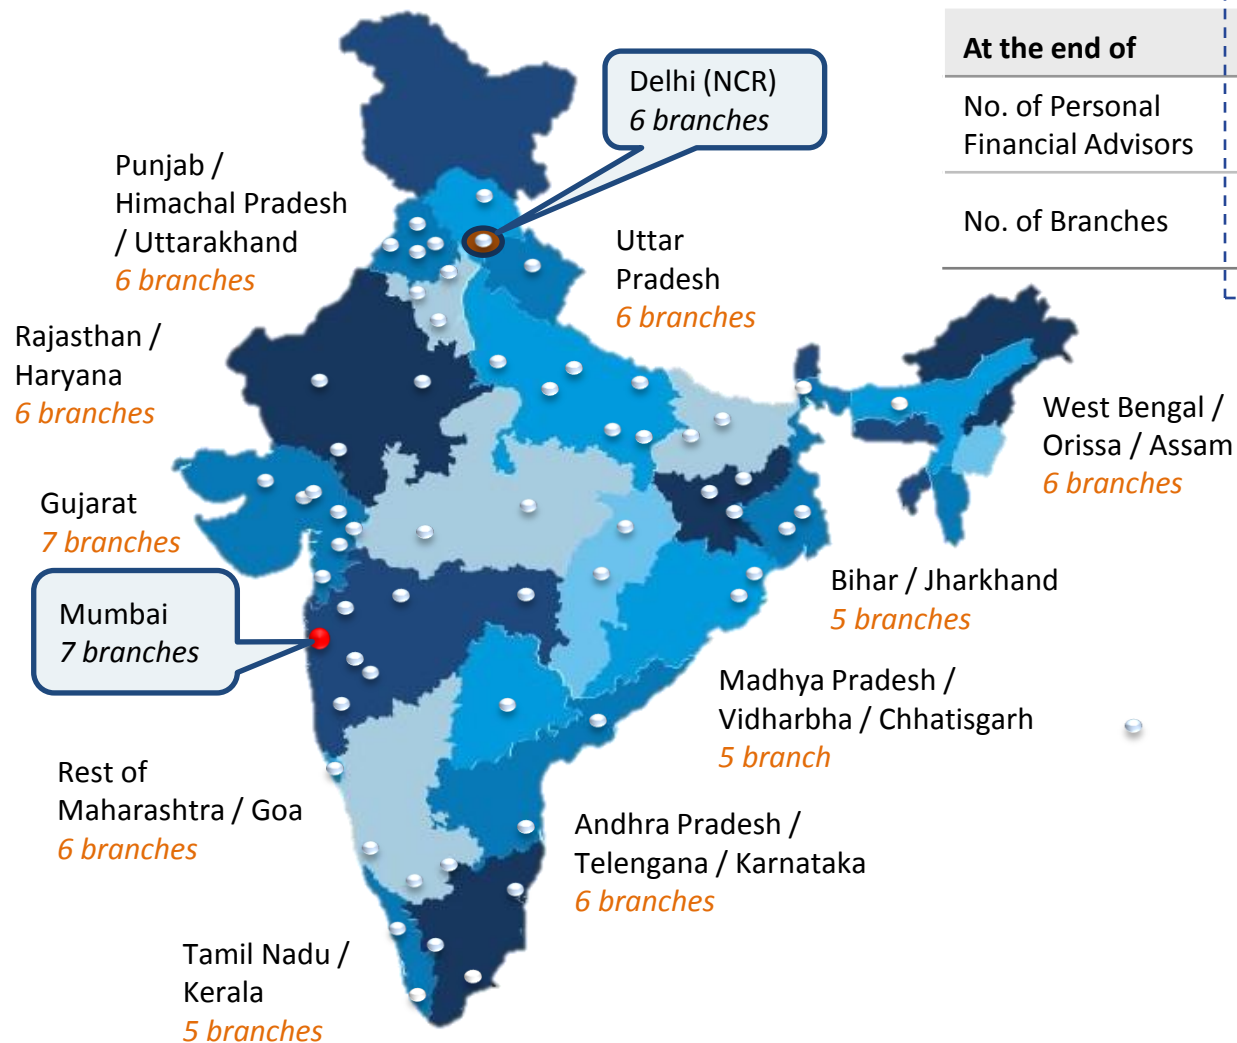 At the end of
No. of Personal
Financial Advisors
No. of Branches
Delhi (NCR)
6 branches
Punjab /
Himachal Pradesh
/ Uttarakhand
6 branches
Uttar
Pradesh
6 branches
Rajasthan /
Haryana
6 branches
West Bengal /
Orissa / Assam
6 branches
Gujarat
7 branches
Bihar / Jharkhand
5 branches
Mumbai
7 branches
Madhya Pradesh /
Vidharbha / Chhatisgarh
5 branch
Rest of
Maharashtra / Goa
6 branches
Andhra Pradesh /
Telengana / Karnataka
6 branches
Tamil Nadu /
Kerala
5 branches